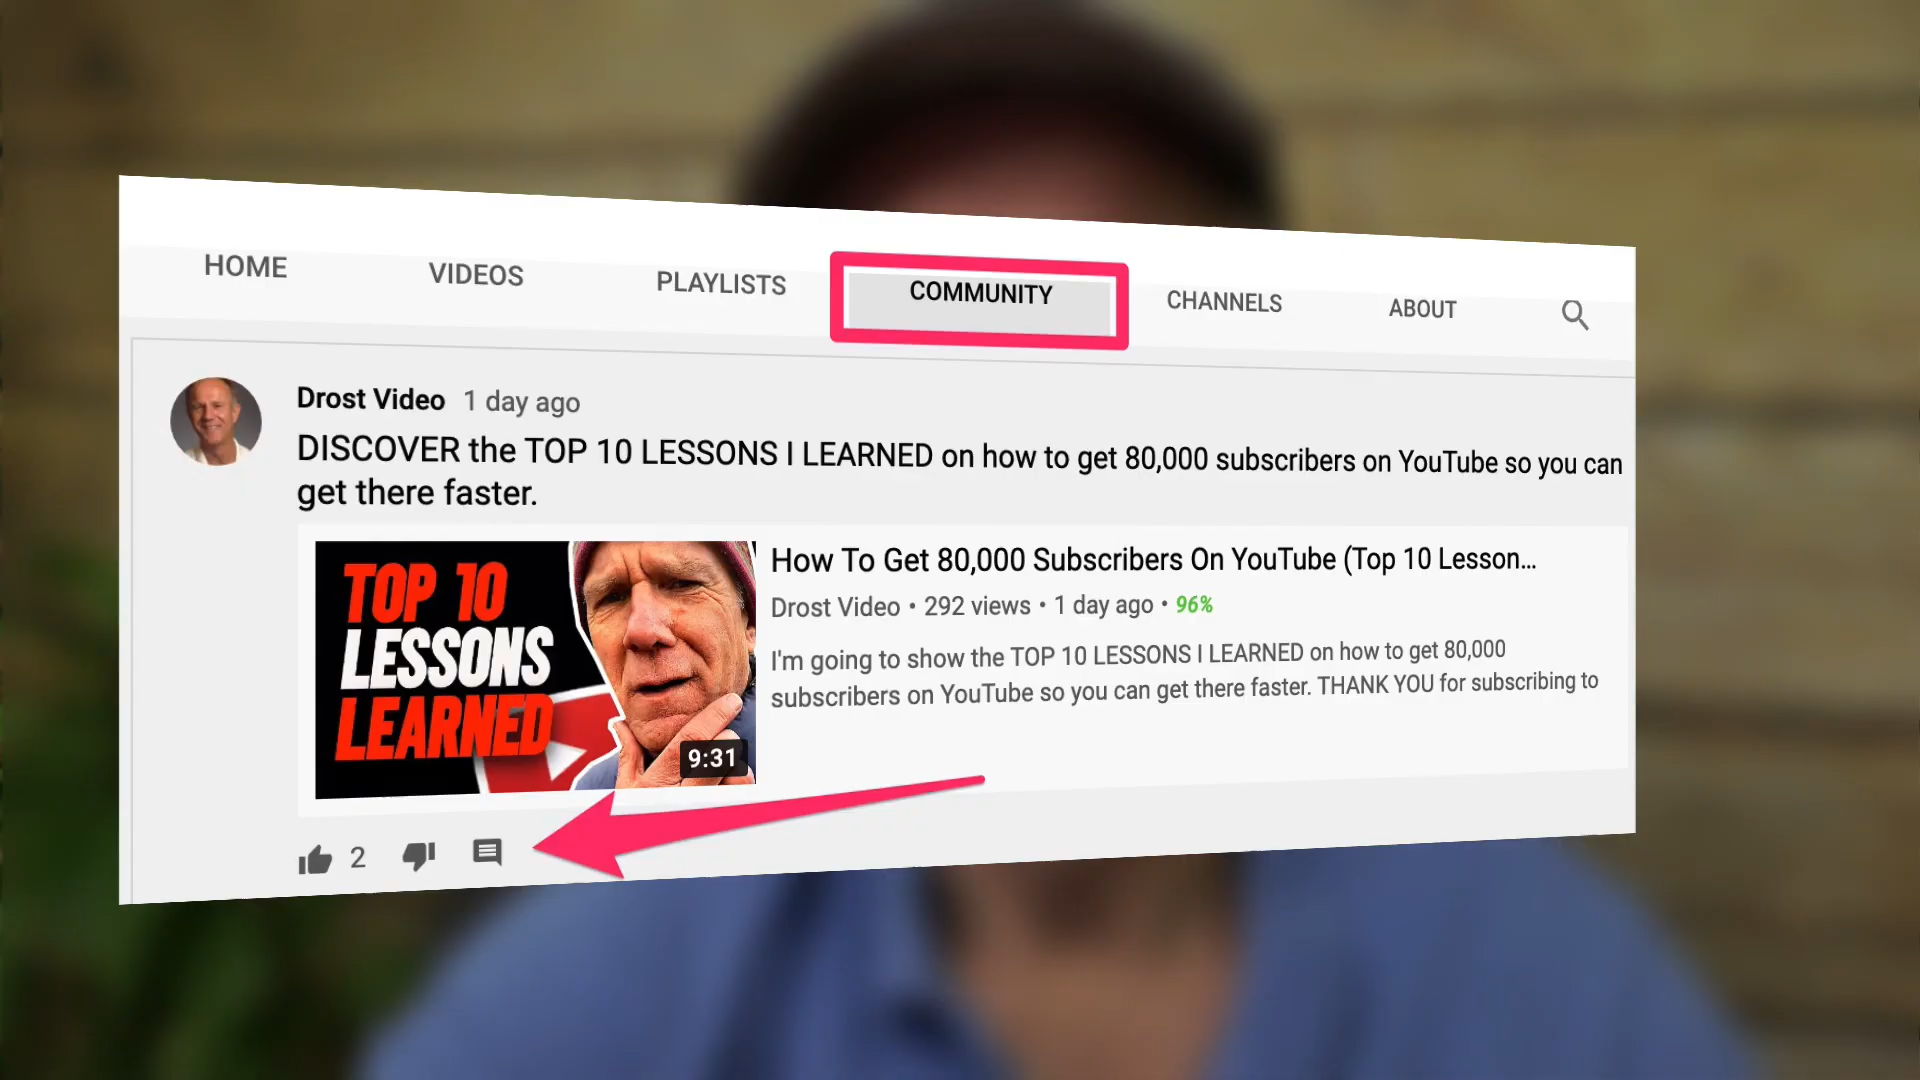 HOME VIDEOS PLAYLISTS COMMUNITY CHANNELS ABOUT
Drost Video 1 day ago
DISCOVER the TOP 10 LESSONS I LEARNED on how to get 80,000 subscribers on YouTube so you can
get there faster.
TOP 10
LESSONS
LEARNED
9:31
How To Get 80,000 Subscribers On YouTube (Top 10 Lesson...
Drost Video • 292 views • 1 day ago • 96%
I'm going to show the TOP 10 LESSONS I LEARNED on how to get 80,000
subscribers on YouTube so you can get there faster. THANK YOU for subscribing to
2